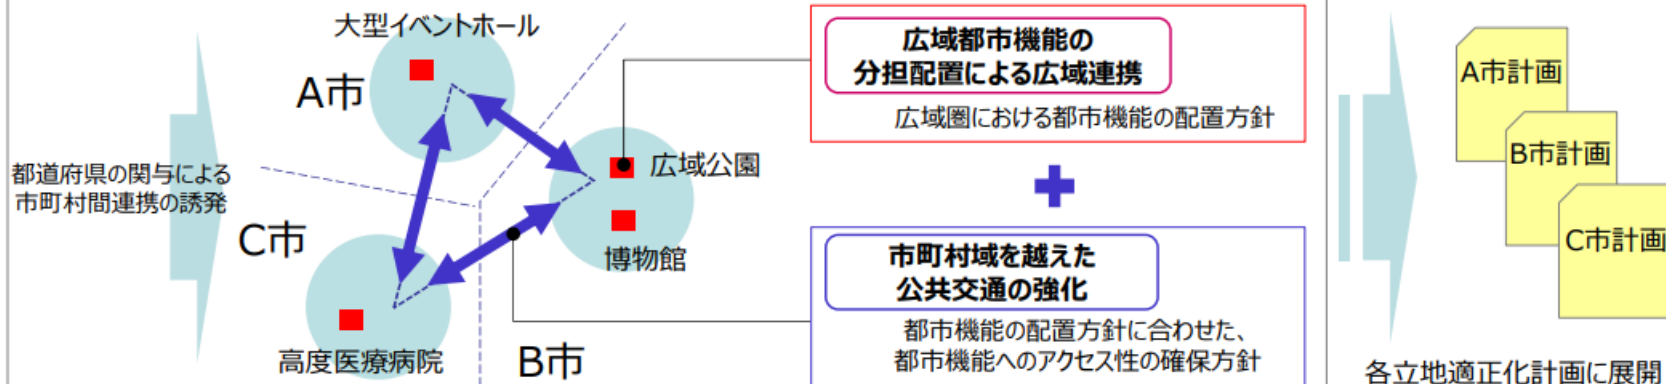 都道府県の関与による
市町村間連携の誘発
大型イベントホール
A市
広域公園
博物館
C市
高度医療病院
B市
広域都市機能の
分担配置による広域連携
広域圏における都市機能の配置方針
市町村域を越えた
公共交通の強化
都市機能の配置方針に合わせた、
都市機能へのアクセス性の確保方針
A市計画
B市計画
C市計画
各立地適正化計画に展開